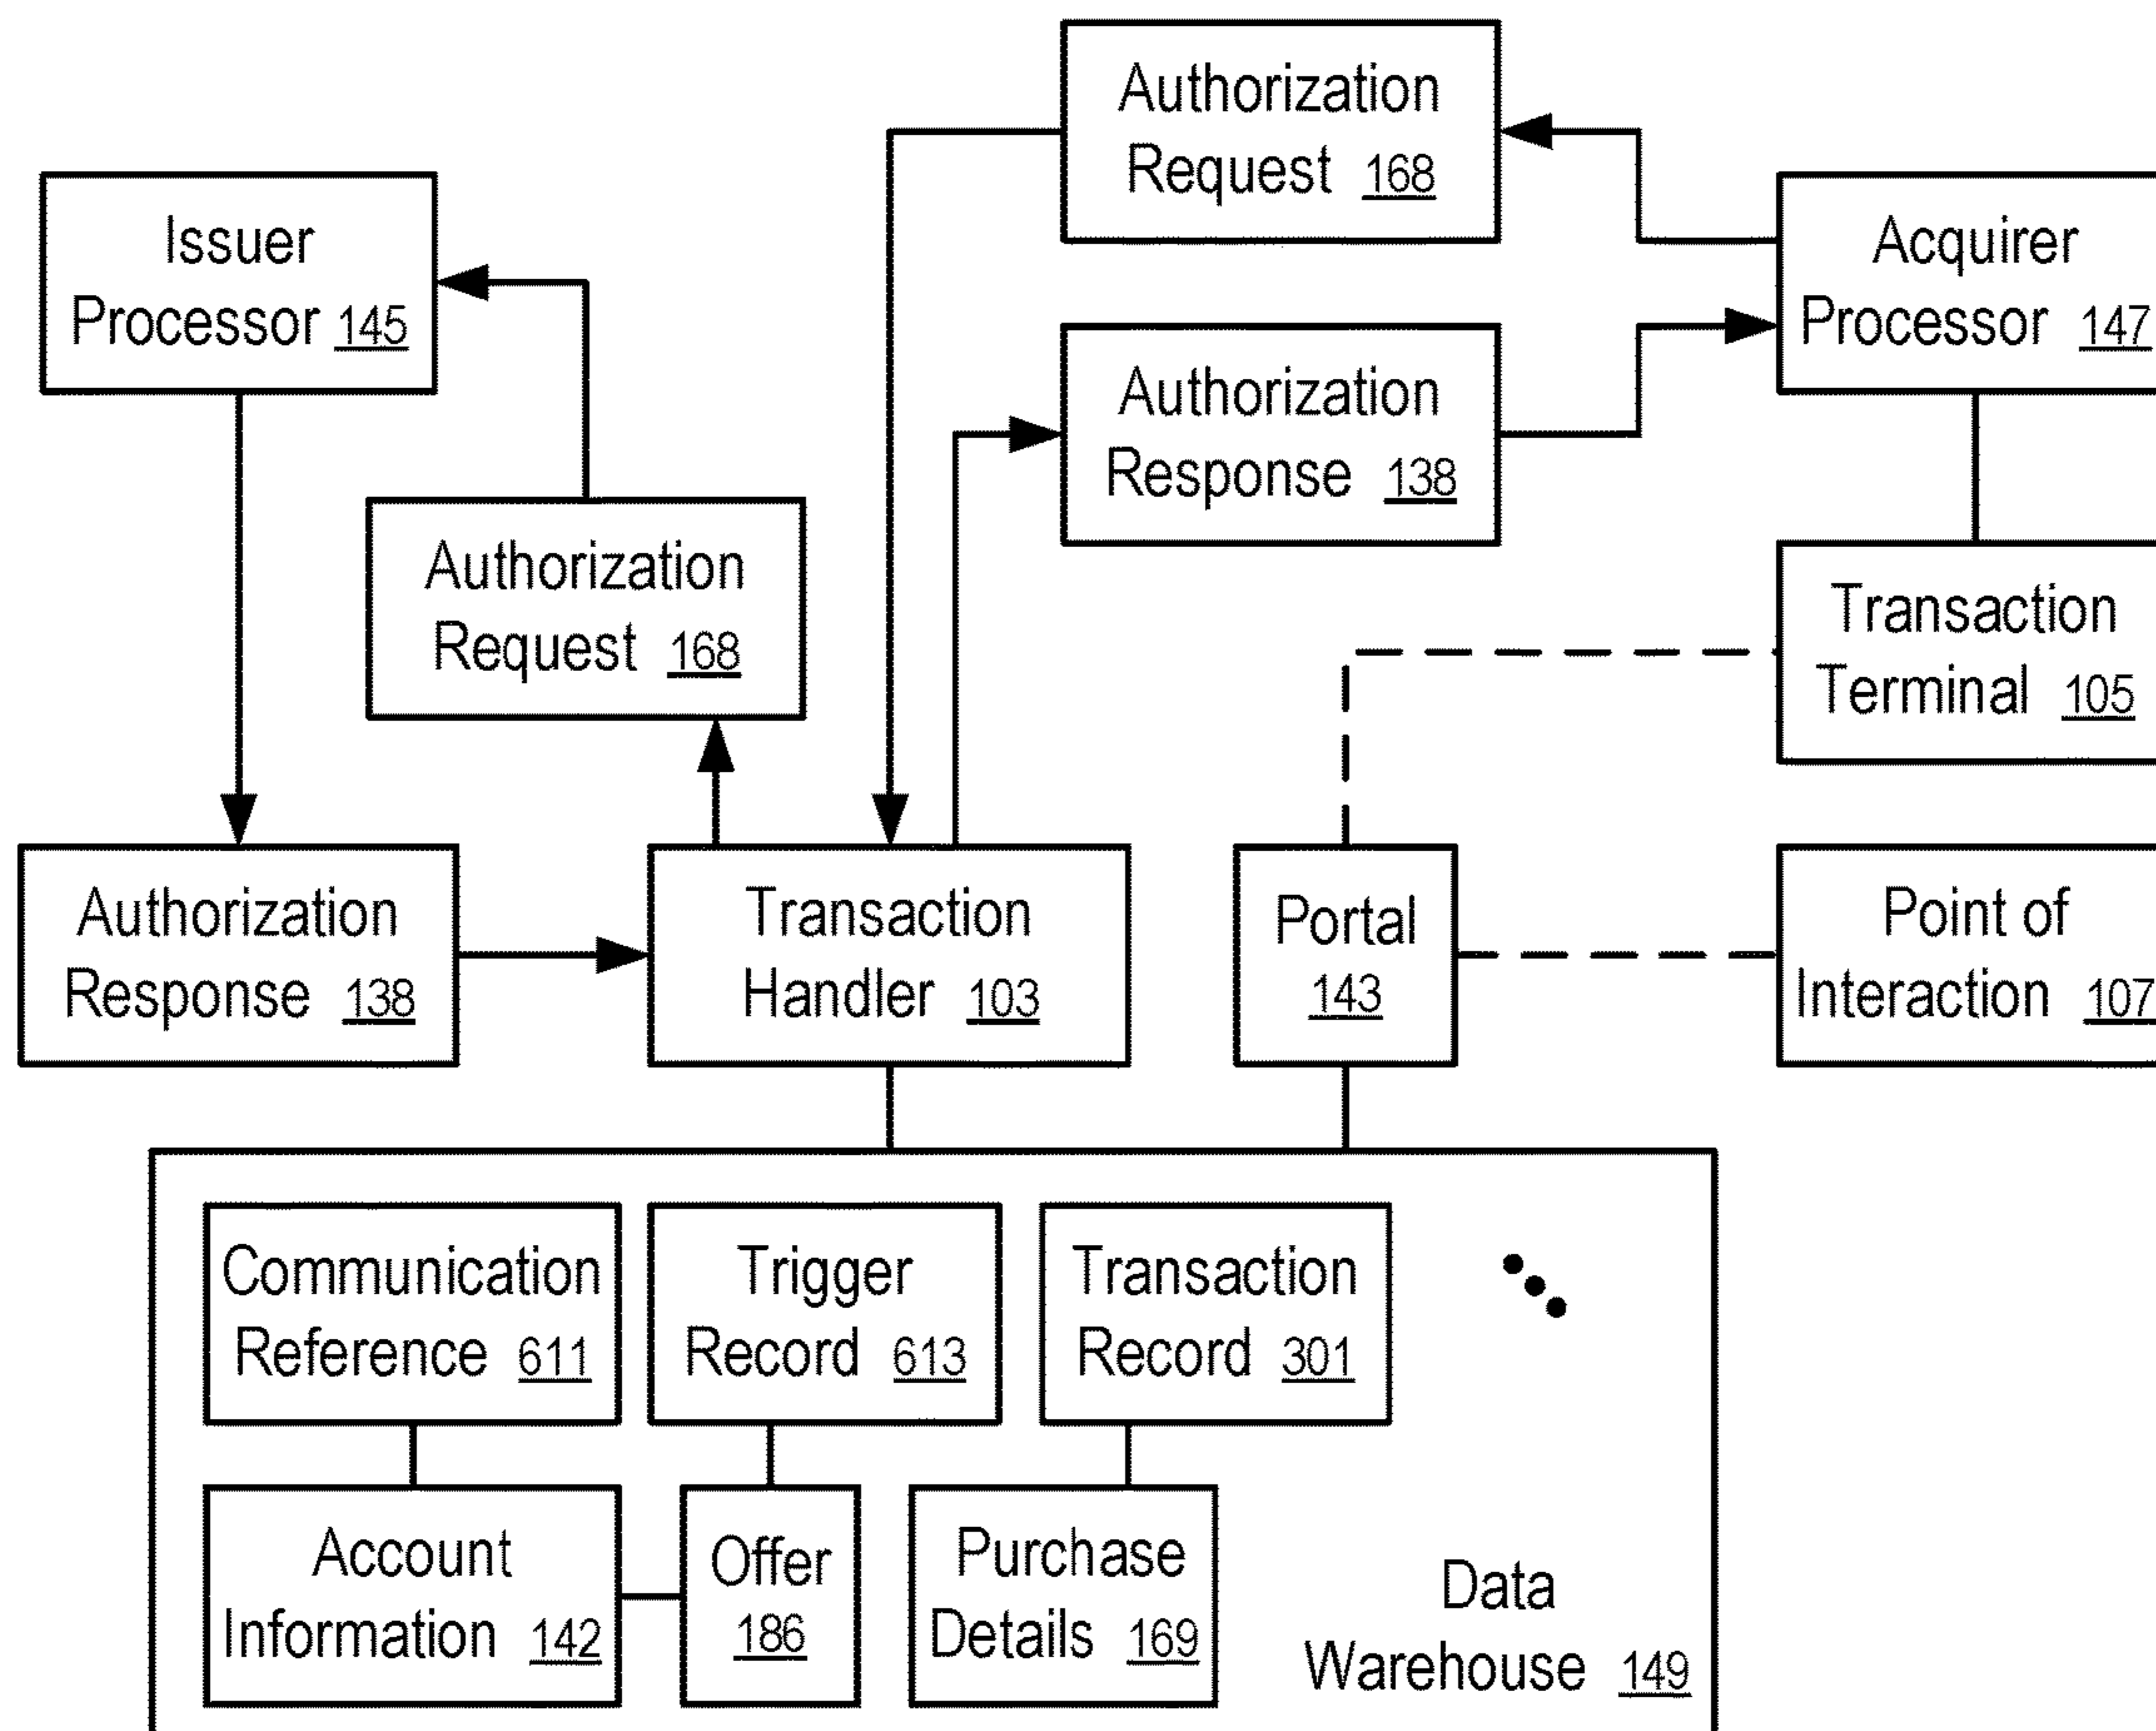 Authorization
Request 168
Issuer
Processor 145
Acquirer
Processor 147
Authorization
Response 138
Authorization
Request 168
Transaction
Terminal 105
Authorization
Response 138
Transaction
Handler 103
Portal
143
Point of
Interaction 107
Communication
Reference 611
Trigger
Record 613
Transaction
Record 301
Account
Information 142
Offer
186
Purchase
Details 169
Data
Warehouse 149